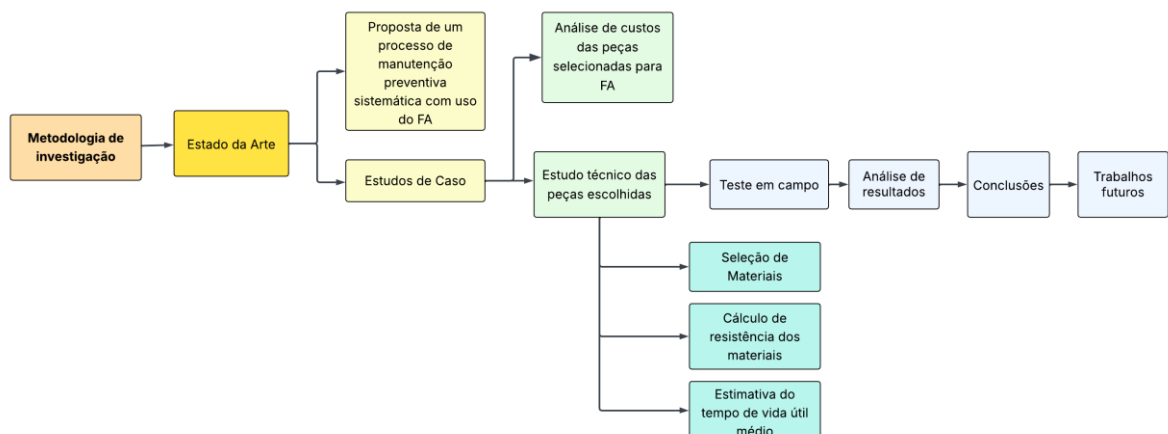 Metodologia de
investigação
Estado da Arte
Proposta de um
processo de
manutenção
preventiva
sistemática com uso
do FA
Estudos de Caso
Análise de custos
das peças
selecionadas para
FA
Estudo técnico das
peças escolhidas
Teste em campo
Análise de
resultados
Conclusões
Trabalhos
futuros
Seleção de
Materiais
Cálculo de
resistência dos
materiais
Estimativa do
tempo de vida útil
médio